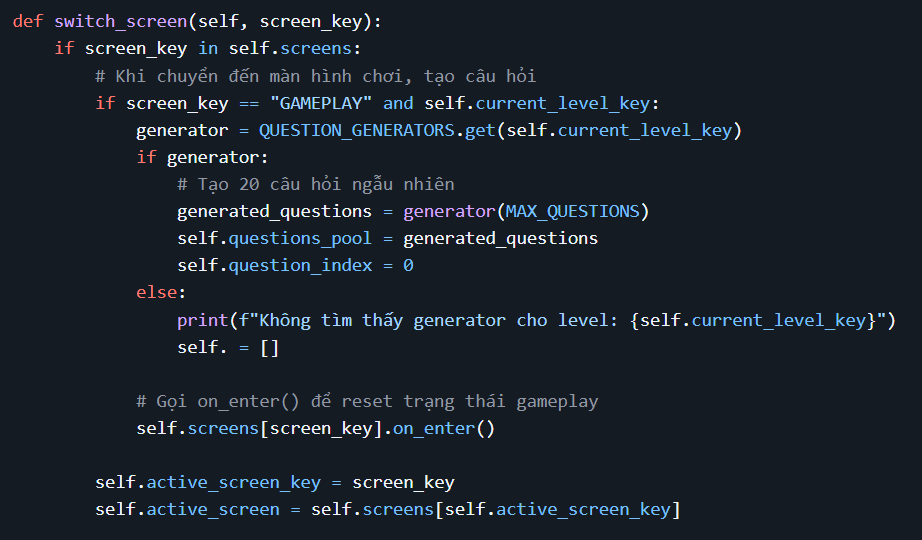 def switch_screen(self, screen_key):
    if screen_key in self.screens:
        # Khi chuyển đến màn hình chơi, tạo câu hỏi
        if screen_key == "GAMEPLAY" and self.current_level_key:
            generator = QUESTION_GENERATORS.get(self.current_level_key)
            if generator:
                # Tạo 20 câu hỏi ngẫu nhiên
                generated_questions = generator(MAX_QUESTIONS)
                self.questions_pool = generated_questions
                self.question_index = 0
            else:
                print(f"Không tìm thấy generator cho level: {self.current_level_key}")
                self. = []

            # Gọi on_enter() để reset trạng thái gameplay
            self.screens[screen_key].on_enter()

        self.active_screen_key = screen_key
        self.active_screen = self.screens[self.active_screen_key]